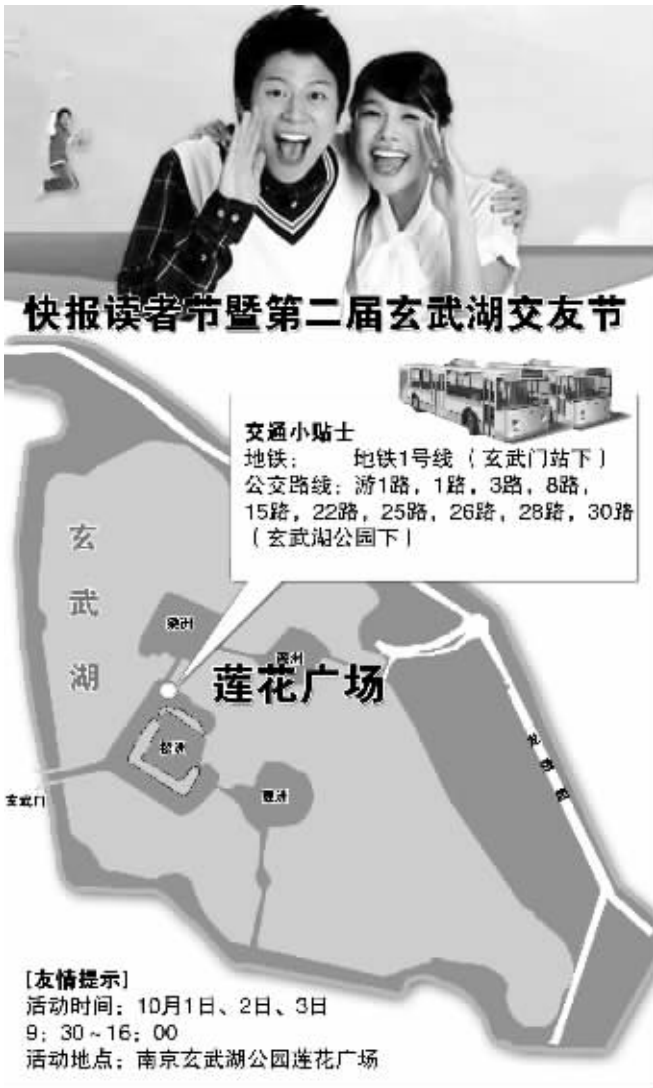 快报读者节暨第二届玄武湖交友节
交通小贴士
地铁: 地铁1号线（玄武门站下）
公交路线：游1路，1路，3路，8路，
15路，22路，25路，26路，28路，30路
（玄武湖公园下）
玄武湖
梁洲
莲花广场
玄武门
[友情提示]
活动时间：10月1日、2日、3日
9：30～16：00
活动地点：南京玄武湖公园莲花广场